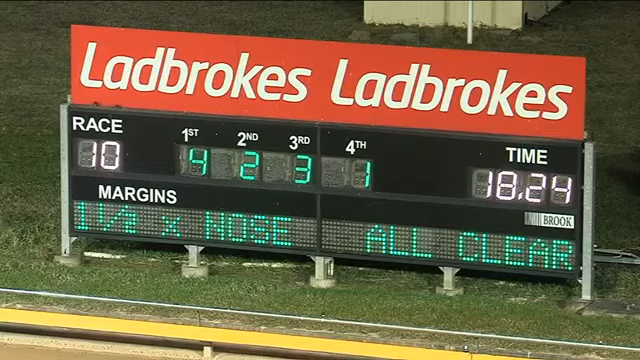 Ladbrokes Ladbrokes
RACE 1ST 2ND 3RD 4TH TIME
10 4 2 3 1 18.24
MARGINS
BROOK
1 1/4 x NOSE ALL CLEAR